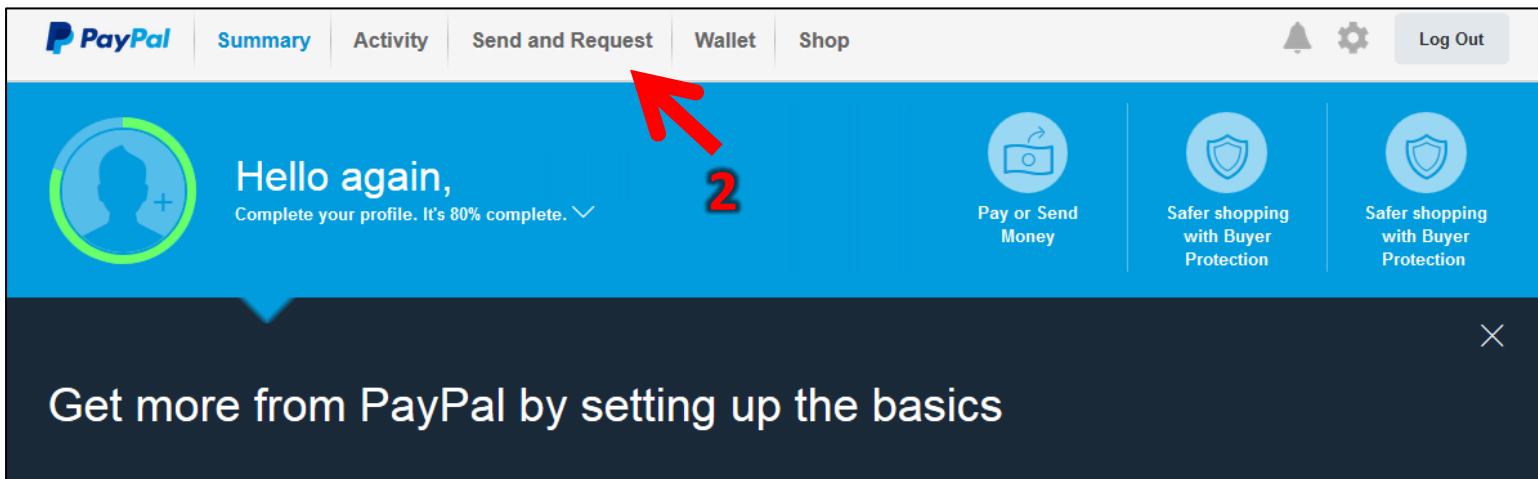 PayPal Summary Activity Send and Request Wallet Shop Log Out
2
Hello again,
Complete your profile. It's 80% complete.
Pay or Send
Money
Safer shopping
with Buyer
Protection
Safer shopping
with Buyer
Protection
Get more from PayPal by setting up the basics